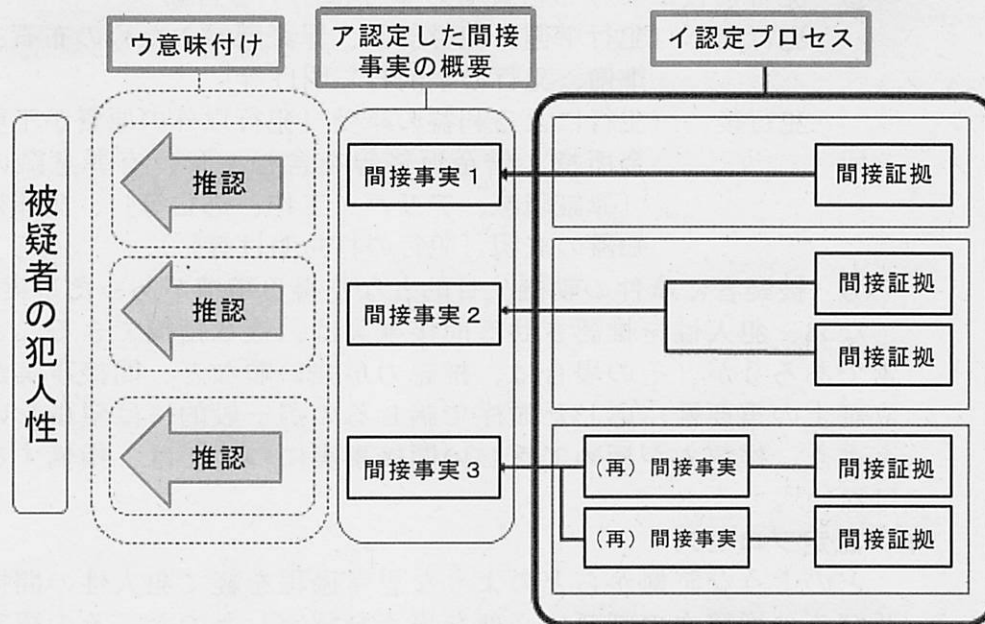 ウ意味付け
ア認定した間接
事実の概要
イ認定プロセス
被疑者の犯人性
推認
間接事実1
間接証拠
推認
間接事実2
間接証拠
間接証拠
推認
間接事実3
(再)間接事実
間接証拠
(再)間接事実
間接証拠